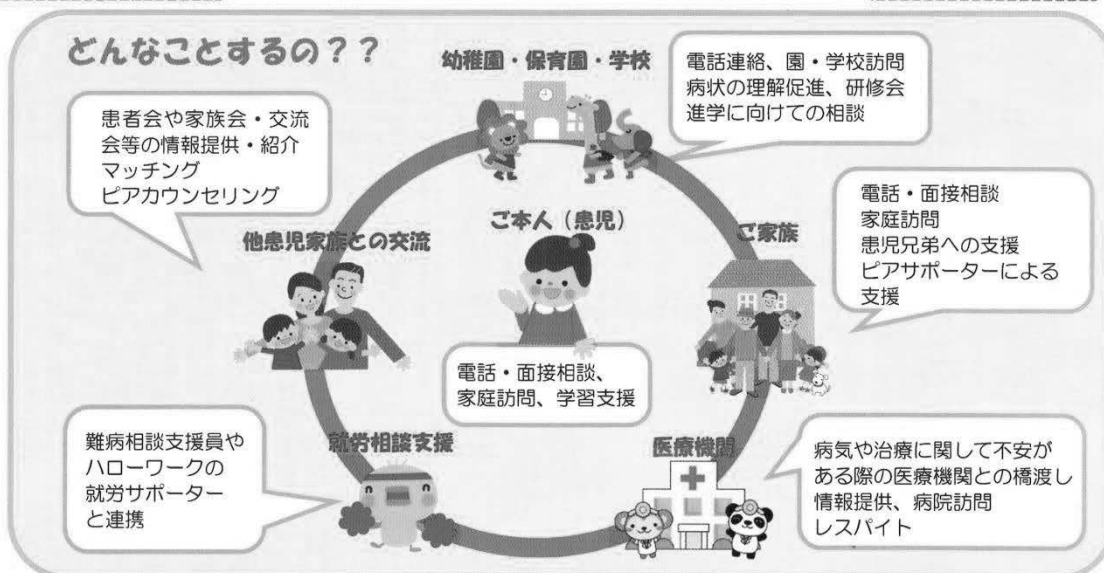 どんなことするの？？
幼稚園・保育園・学校
電話連絡、園・学校訪問
病状の理解促進、研修会
進学に向けての相談
患者会や家族会・交流
会等の情報提供・紹介
マッチング
ピアカウンセリング
他患児家族との交流
ご本人（患児）
電話・面接相談、
家庭訪問、学習支援
ご家族
電話・面接相談
家庭訪問
患児兄弟への支援
ピアサポーターによる
支援
就労相談支援
難病相談支援員や
ハローワークの
就労サポーター
と連携
医療機関
病気や治療に関して不安が
ある際の医療機関との橋渡し
情報提供、病院訪問
レスパイト